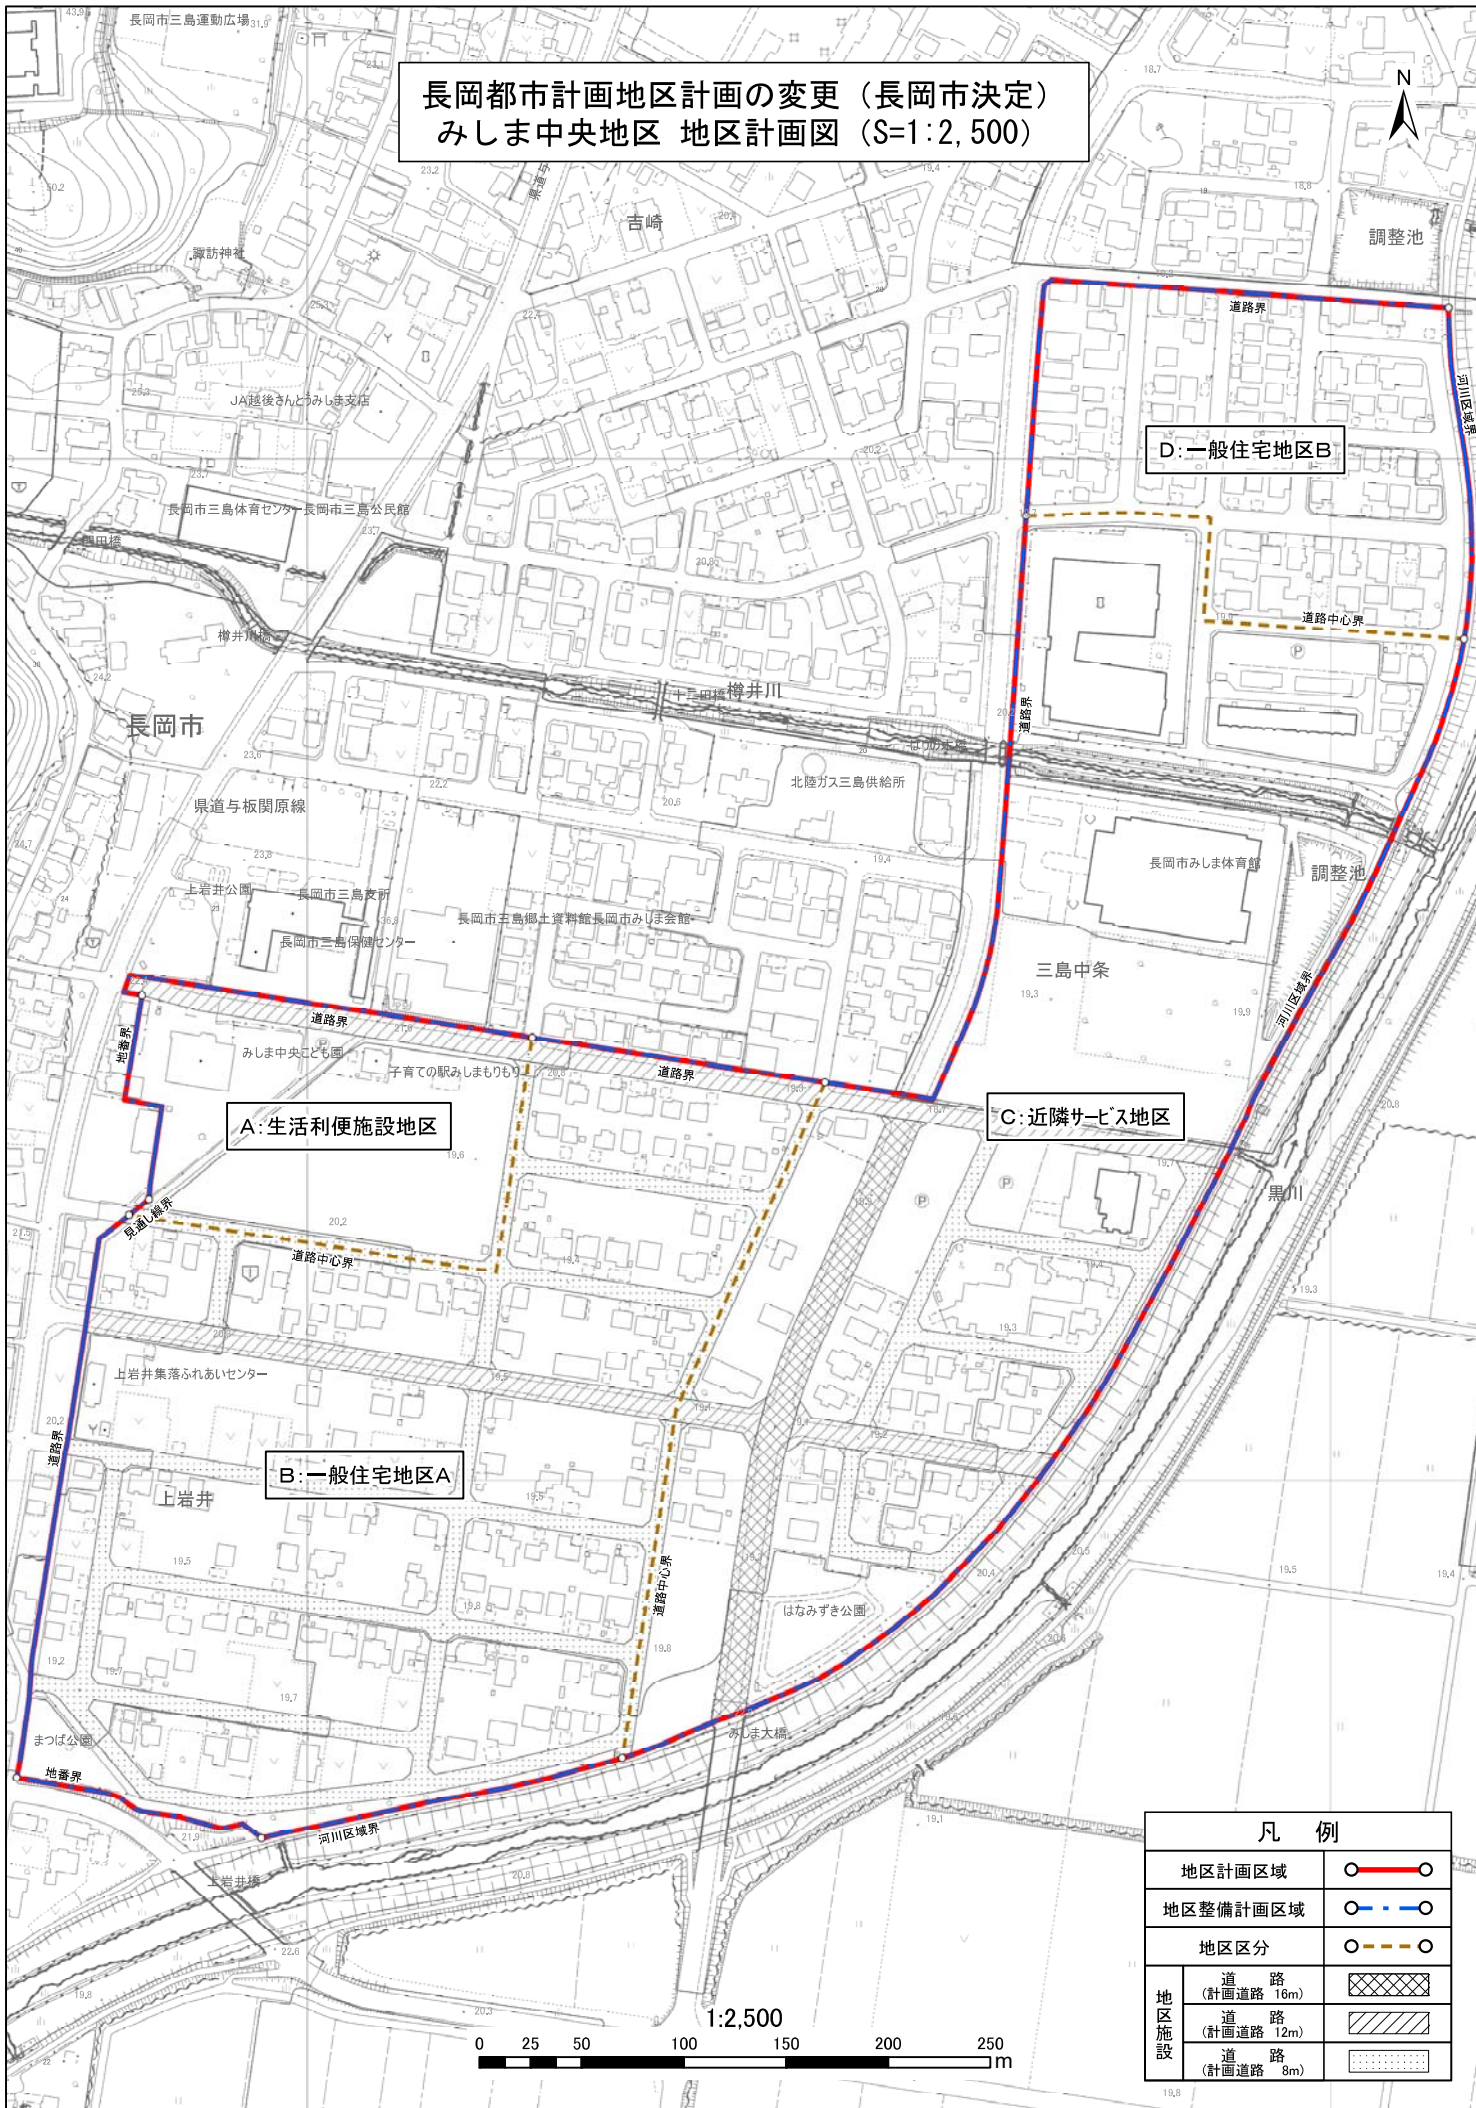 長岡都市計画地区計画の変更（長岡市決定）
みしま中央地区 地区計画図（S=1:2,500）
N
長岡市三島運動広場
諏訪神社
吉崎
調整池
道路界
河川区域界
JA越後さんとうみしま支店
D:一般住宅地区B
長岡市三島体育センター
長岡市三島公民館
樽井川橋
十二田橋
樽井川
道路中心界
道路界
長岡市
県道与板関原線
北陸ガス三島供給所
長岡市みしま体育館
調整池
上岩井公園
長岡市三島支所
長岡市三島保健センター
長岡市三島郷土資料館
長岡市みしま会館
三島中条
河川区域界
道路界
地番界
みしま中央こども園
子育ての駅みしまもりもり
道路界
A:生活利便施設地区
C:近隣サービス地区
黒川
見通し線界
道路中心界
上岩井集落ふれあいセンター
道路界
B:一般住宅地区A
上岩井
道路中心界
はなみずき公園
まつば公園
みしま大橋
地番界
河川区域界
上岩井橋
凡　例
地区計画区域
地区整備計画区域
地区区分
地区施設
道　路
（計画道路 16m）
道　路
（計画道路 12m）
道　路
（計画道路 8m）
1:2,500
0 25 50 100 150 200 250 m